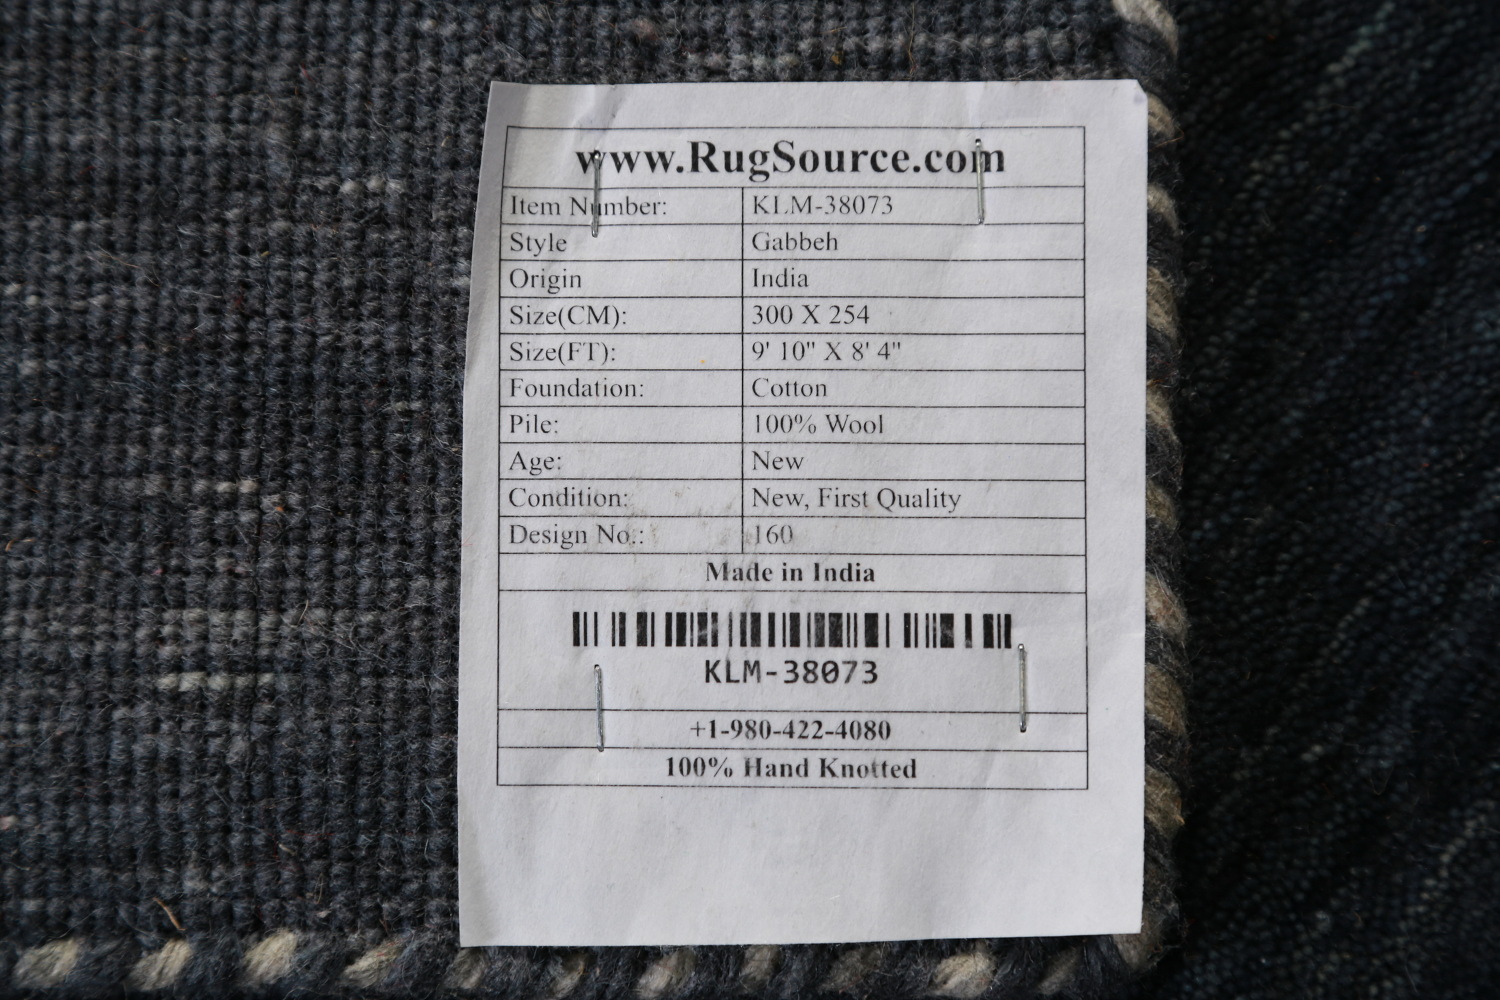 www.RugSource.com
Item Number: KLM-38073
Style Gabbeh
Origin India
Size(CM): 300 X 254
Size(FT): 9' 10" X 8' 4"
Foundation: Cotton
Pile: 100% Wool
Age: New
Condition: New, First Quality
Design No.: 160
Made in India
KLM-38073
+1-980-422-4080
100% Hand Knotted